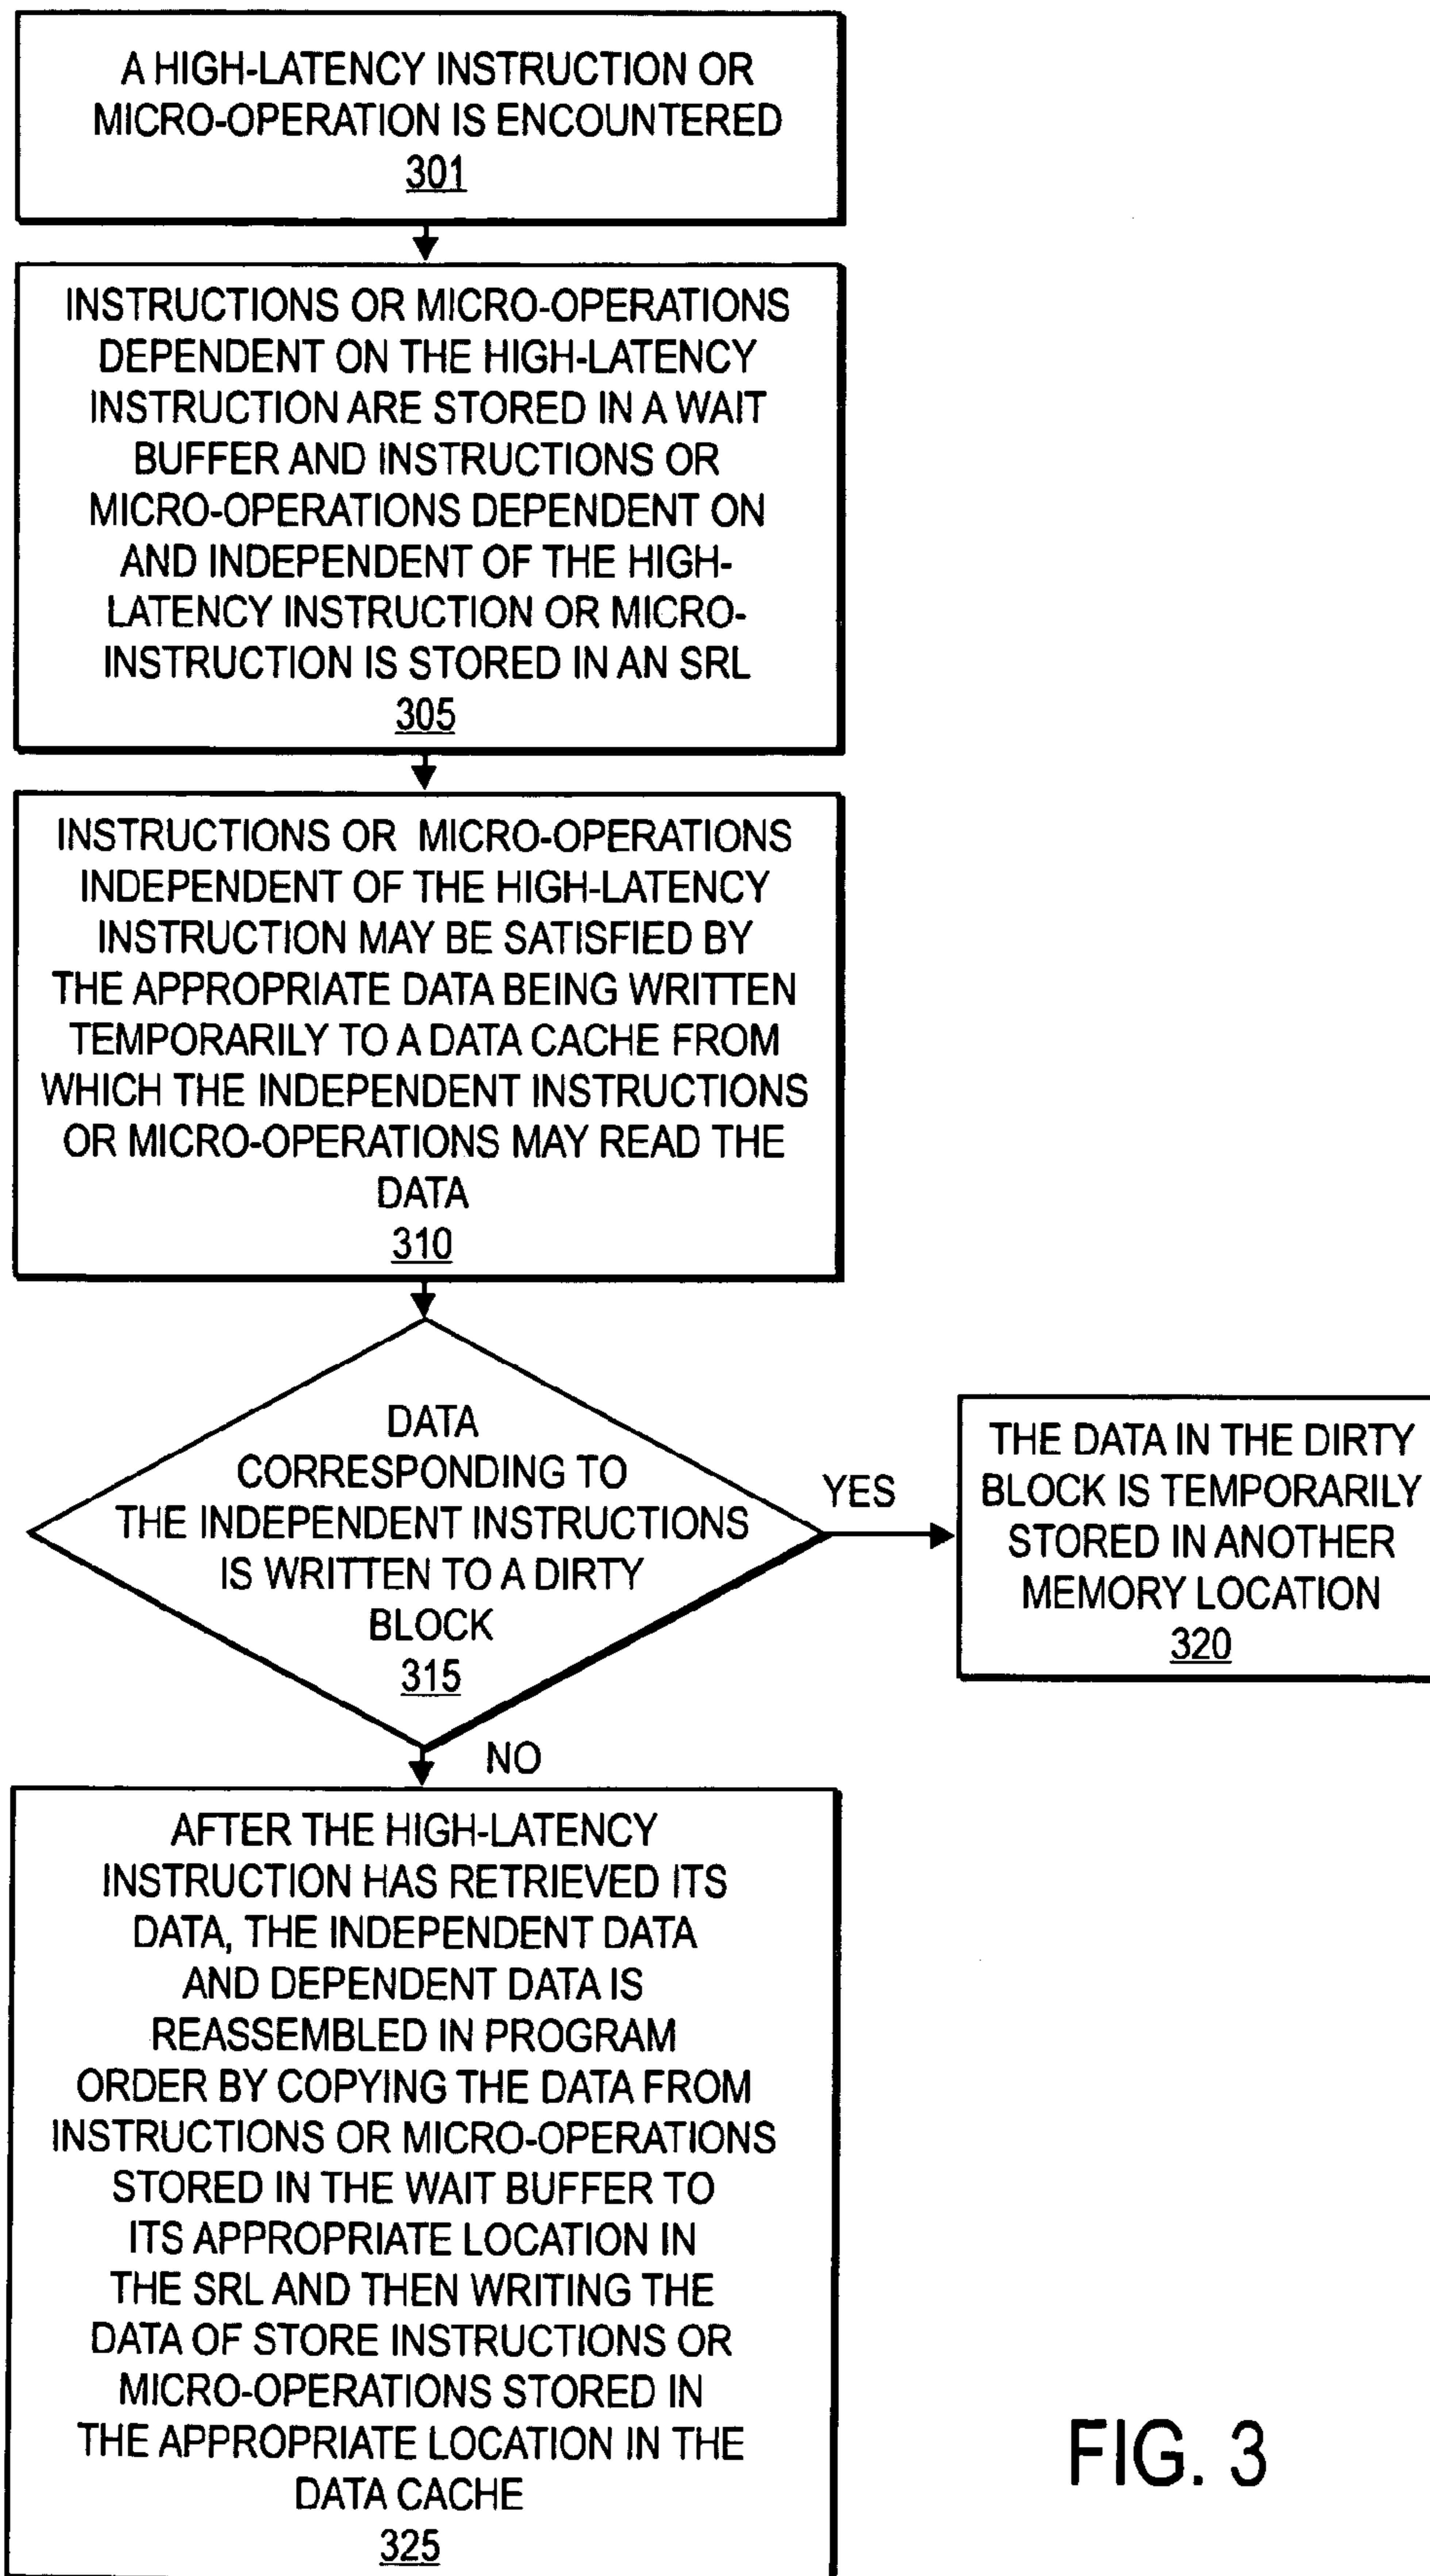 A HIGH-LATENCY INSTRUCTION OR
MICRO-OPERATION IS ENCOUNTERED
301
INSTRUCTIONS OR MICRO-OPERATIONS
DEPENDENT ON THE HIGH-LATENCY
INSTRUCTION ARE STORED IN A WAIT
BUFFER AND INSTRUCTIONS OR
MICRO-OPERATIONS DEPENDENT ON
AND INDEPENDENT OF THE HIGH-
LATENCY INSTRUCTION OR MICRO-
INSTRUCTION IS STORED IN AN SRL
305
INSTRUCTIONS OR MICRO-OPERATIONS
INDEPENDENT OF THE HIGH-LATENCY
INSTRUCTION MAY BE SATISFIED BY
THE APPROPRIATE DATA BEING WRITTEN
TEMPORARILY TO A DATA CACHE FROM
WHICH THE INDEPENDENT INSTRUCTIONS
OR MICRO-OPERATIONS MAY READ THE
DATA
310
DATA
CORRESPONDING TO
THE INDEPENDENT INSTRUCTIONS
IS WRITTEN TO A DIRTY
BLOCK
315
YES
THE DATA IN THE DIRTY
BLOCK IS TEMPORARILY
STORED IN ANOTHER
MEMORY LOCATION
320
NO
AFTER THE HIGH-LATENCY
INSTRUCTION HAS RETRIEVED ITS
DATA, THE INDEPENDENT DATA
AND DEPENDENT DATA IS
REASSEMBLED IN PROGRAM
ORDER BY COPYING THE DATA FROM
INSTRUCTIONS OR MICRO-OPERATIONS
STORED IN THE WAIT BUFFER TO
ITS APPROPRIATE LOCATION IN
THE SRL AND THEN WRITING THE
DATA OF STORE INSTRUCTIONS OR
MICRO-OPERATIONS STORED IN
THE APPROPRIATE LOCATION IN THE
DATA CACHE
325
FIG. 3